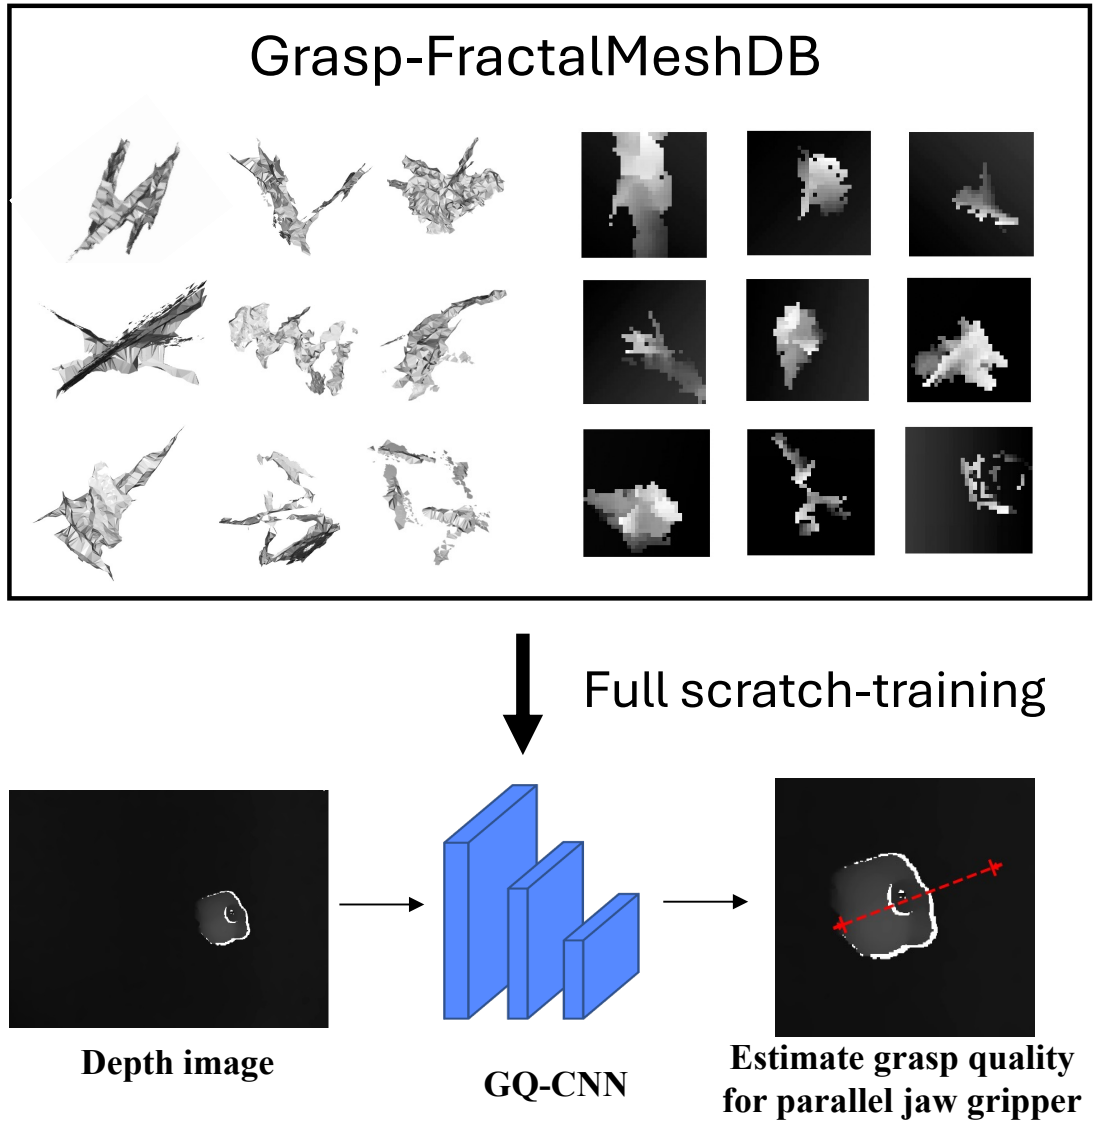 Grasp-FractalMeshDB
Full scratch-training
Depth image
GQ-CNN
Estimate grasp quality
for parallel jaw gripper